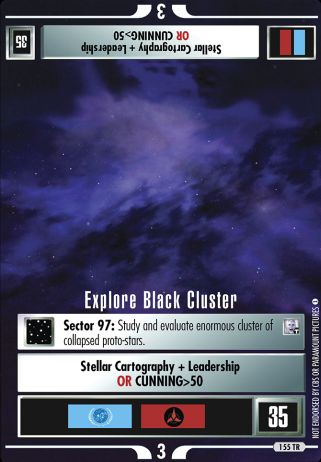 3
Stellar Cartography + Leadership
OR CUNNING>50
35
Explore Black Cluster
Sector 97: Study and evaluate enormous cluster of
collapsed proto-stars.
Stellar Cartography + Leadership
OR CUNNING>50
35
3
155 TR
NOT ENDORSED BY CBS OR PARAMOUNT PICTURES